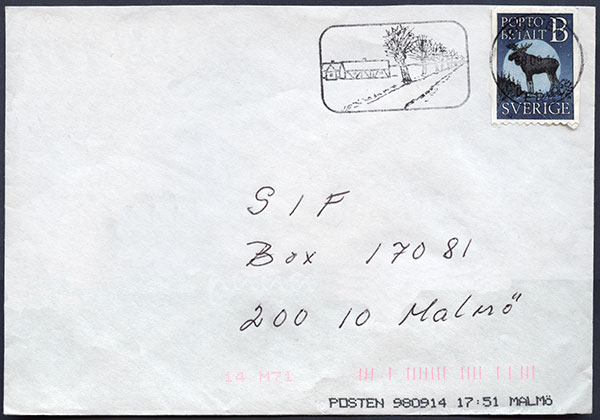 PORTO
BETALT B
SVERIGE
SIF
Box 17081
200 10 Malmö
14 M71
POSTEN 980914 17:51 MALMÖ